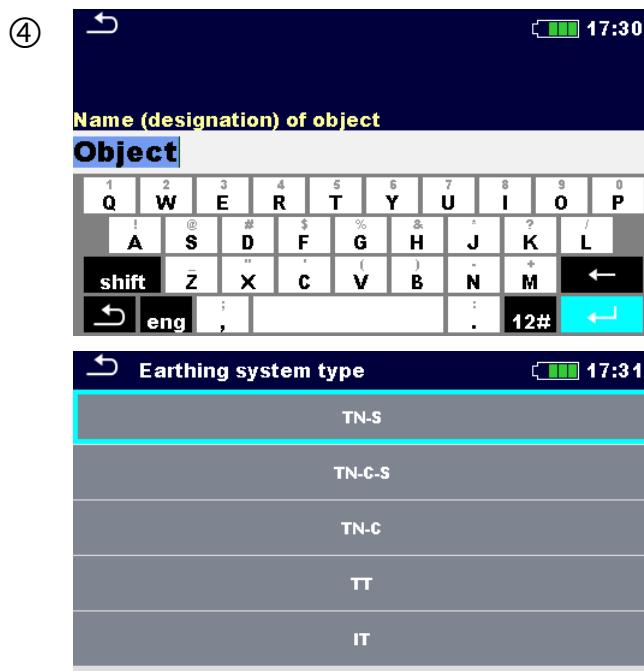 ④
17:30
Name (designation) of object
Object
1 2 3 4 5 6 7 8 9 0
Q W E R T Y U I O P
! @ # $ % & * ? /
A S D F G H J K L
_ " ' ( ) - +
shift Z X C V B N M ←
; :
eng , . 12#
Earthing system type 17:31
TN-S
TN-C-S
TN-C
TT
IT